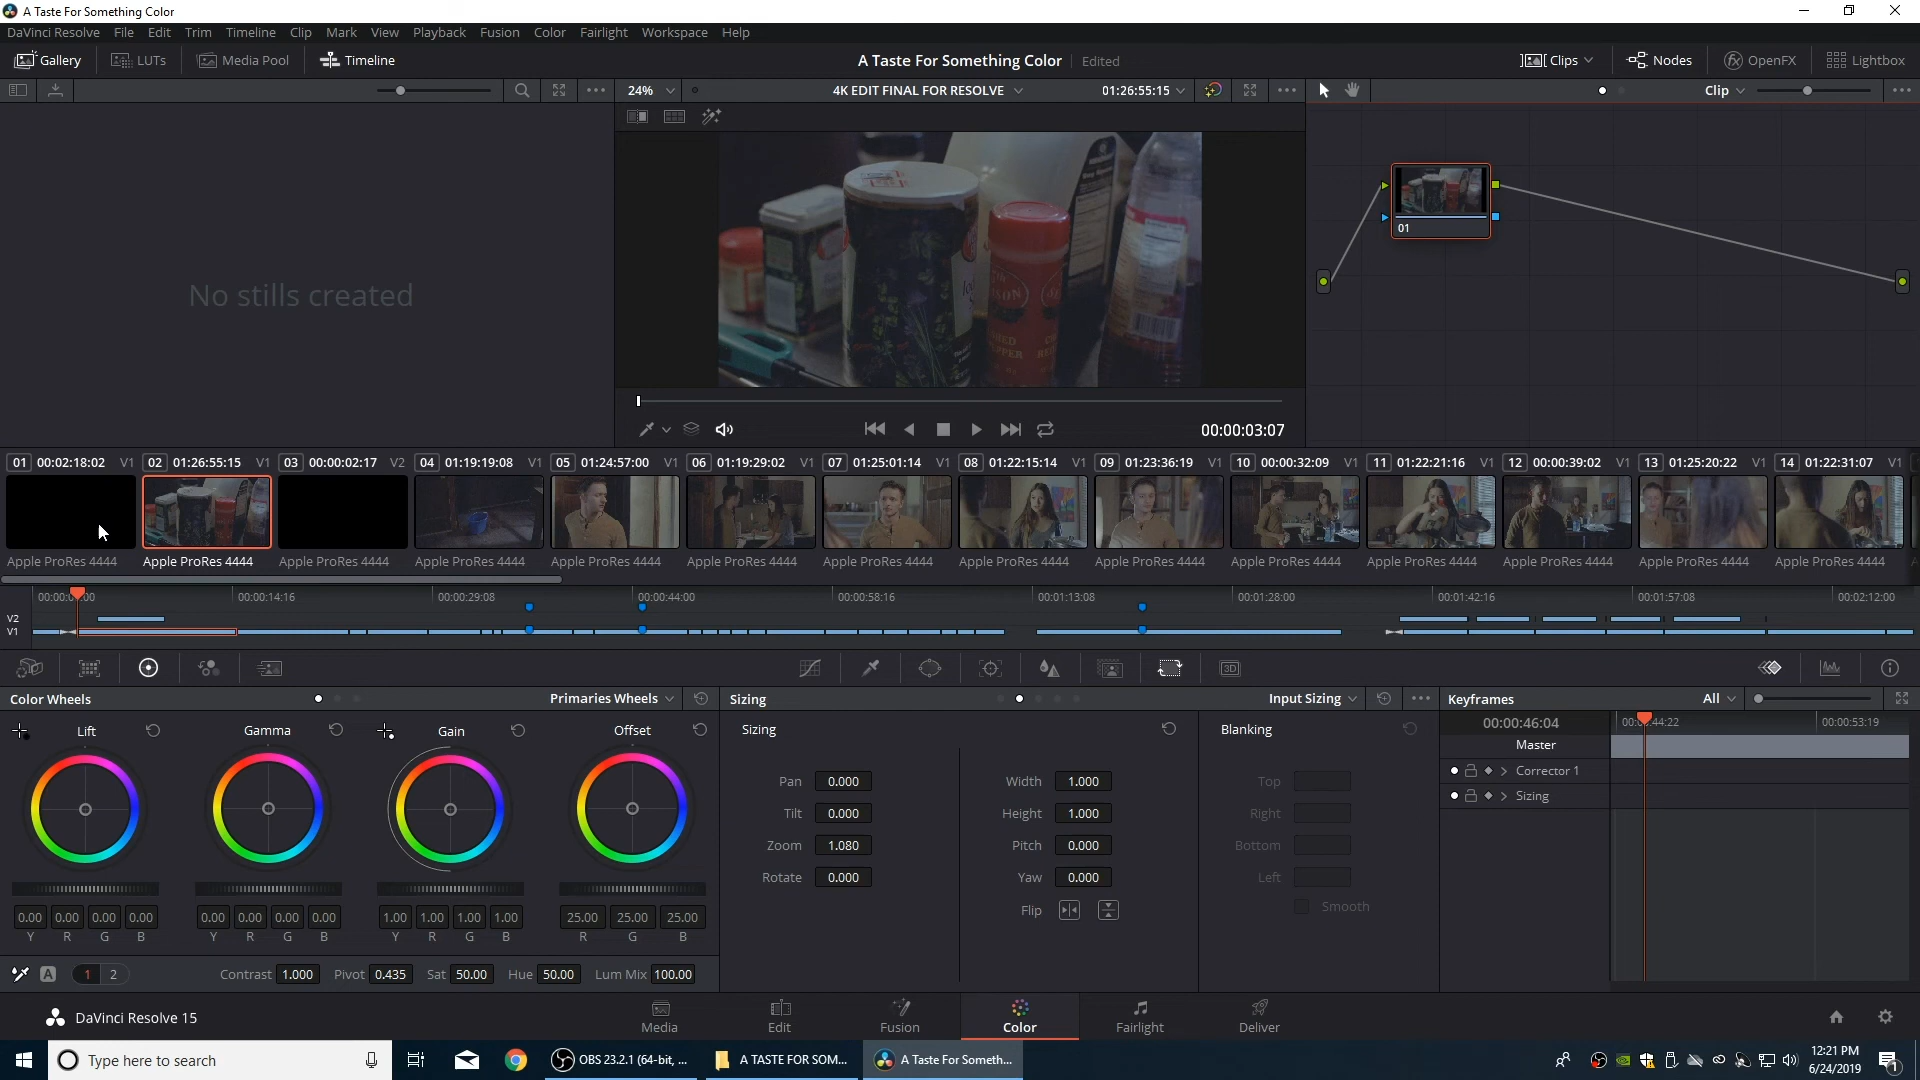 A Taste For Something Color
DaVinci Resolve File Edit Trim Timeline Clip Mark View Playback Fusion Color Fairlight Workspace Help
Gallery LUTs Media Pool Timeline A Taste For Something Color Edited Clips Nodes OpenFX Lightbox
24% 4K EDIT FINAL FOR RESOLVE 01:26:55:15 Clip
No stills created
01
00:00:03:07
01 00:02:18:02 V1 02 01:26:55:15 V1 03 00:00:02:17 V2 04 01:19:19:08 V1 05 01:24:57:00 V1 06 01:19:29:02 V1 07 01:25:01:14 V1 08 01:22:15:14 V1 09 01:23:36:19 V1 10 00:00:32:09 V1 11 01:22:21:16 V1 12 00:00:39:02 V1 13 01:25:20:22 V1 14 01:22:31:07 V1
Apple ProRes 4444 Apple ProRes 4444 Apple ProRes 4444 Apple ProRes 4444 Apple ProRes 4444 Apple ProRes 4444 Apple ProRes 4444 Apple ProRes 4444 Apple ProRes 4444 Apple ProRes 4444 Apple ProRes 4444 Apple ProRes 4444 Apple ProRes 4444 Apple ProRes 4444
00:00:14:16 00:00:29:08 00:00:44:00 00:00:58:16 00:01:13:08 00:01:28:00 00:01:42:16 00:01:57:08 00:02:12:00
V2
V1
3D
Color Wheels Primaries Wheels Sizing Input Sizing Keyframes All
00:00:46:04 00:00:53:19
Lift Gamma Gain Offset Sizing Blanking
Master
Corrector 1
Pan 0.000 Width 1.000 Top
Sizing
Tilt 0.000 Height 1.000 Right
Zoom 1.080 Pitch 0.000 Bottom
Rotate 0.000 Yaw 0.000 Left
Flip Smooth
0.00 0.00 0.00 0.00 0.00 0.00 0.00 0.00 1.00 1.00 1.00 1.00 25.00 25.00 25.00
Y R G B Y R G B Y R G B R G B
A 1 2 Contrast 1.000 Pivot 0.435 Sat 50.00 Hue 50.00 Lum Mix 100.00
DaVinci Resolve 15 Media Edit Fusion Color Fairlight Deliver
Type here to search OBS 23.2.1 (64-bit, ... A TASTE FOR SOM... A Taste For Someth... 12:21 PM
6/24/2019 1